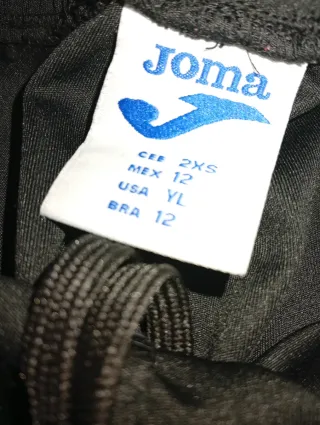 Joma
CEE 2XS
MEX 12
USA YL
BRA 12